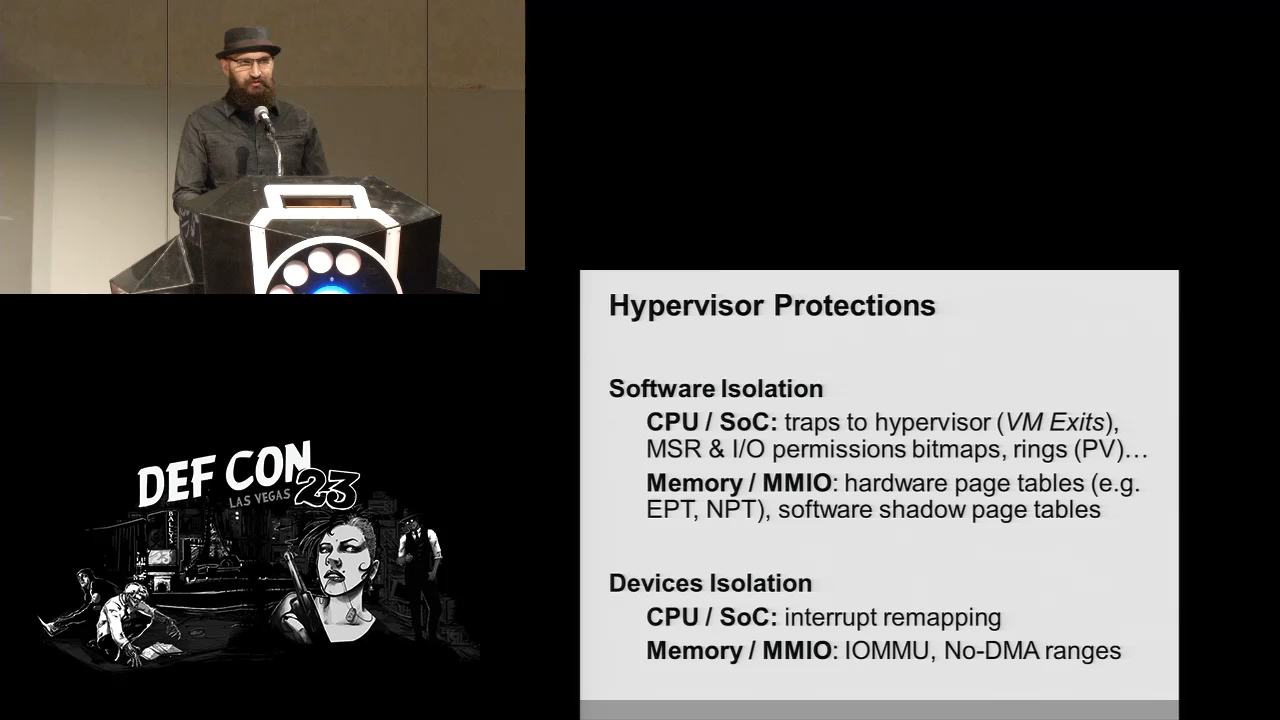 Hypervisor Protections
Software Isolation
CPU / SoC: traps to hypervisor (VM Exits),
MSR & I/O permissions bitmaps, rings (PV)…
Memory / MMIO: hardware page tables (e.g.
EPT, NPT), software shadow page tables
Devices Isolation
CPU / SoC: interrupt remapping
Memory / MMIO: IOMMU, No-DMA ranges
DEF CON
LAS VEGAS 23
BALLYS